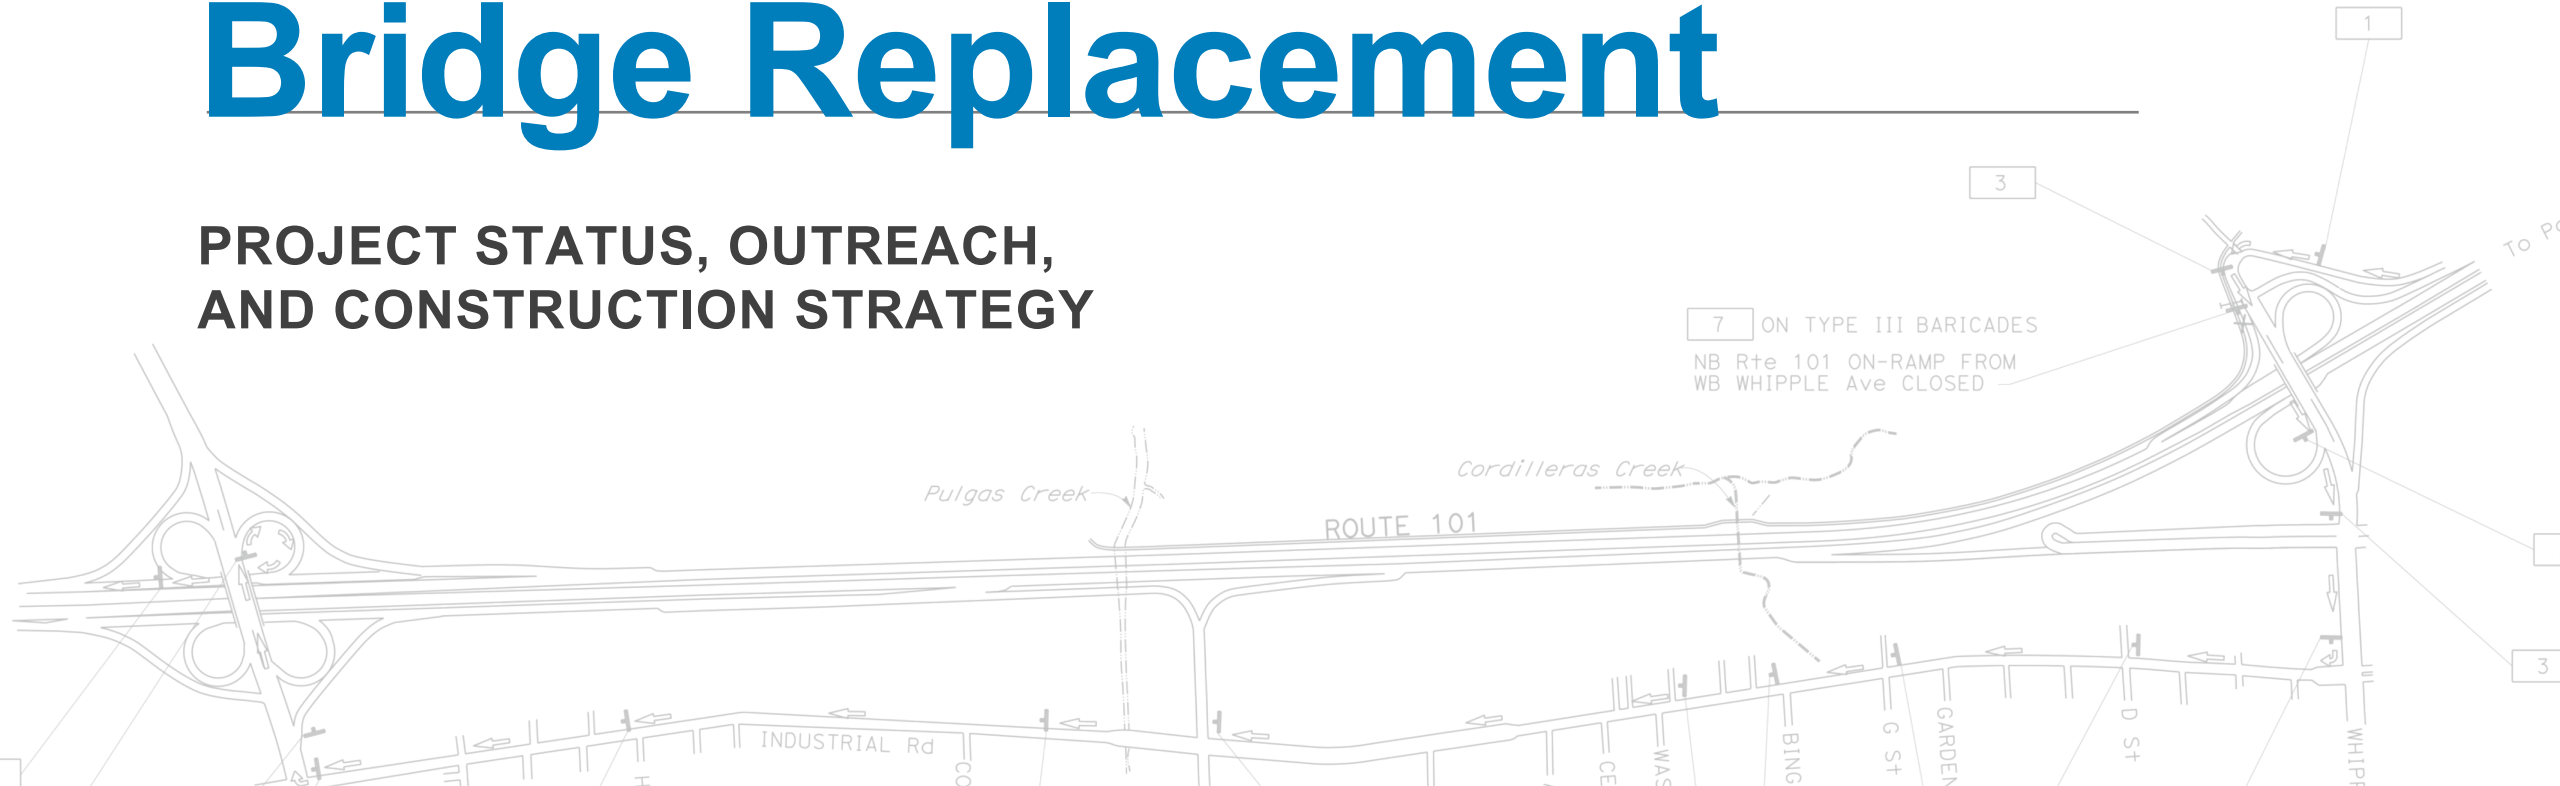 Bridge Replacement
PROJECT STATUS, OUTREACH,
AND CONSTRUCTION STRATEGY
1
3
7 ON TYPE III BARICADES
NB Rte 101 ON-RAMP FROM
WB WHIPPLE Ave CLOSED
Pulgas Creek
Cordilleras Creek
ROUTE 101
3
INDUSTRIAL Rd
G St
D St